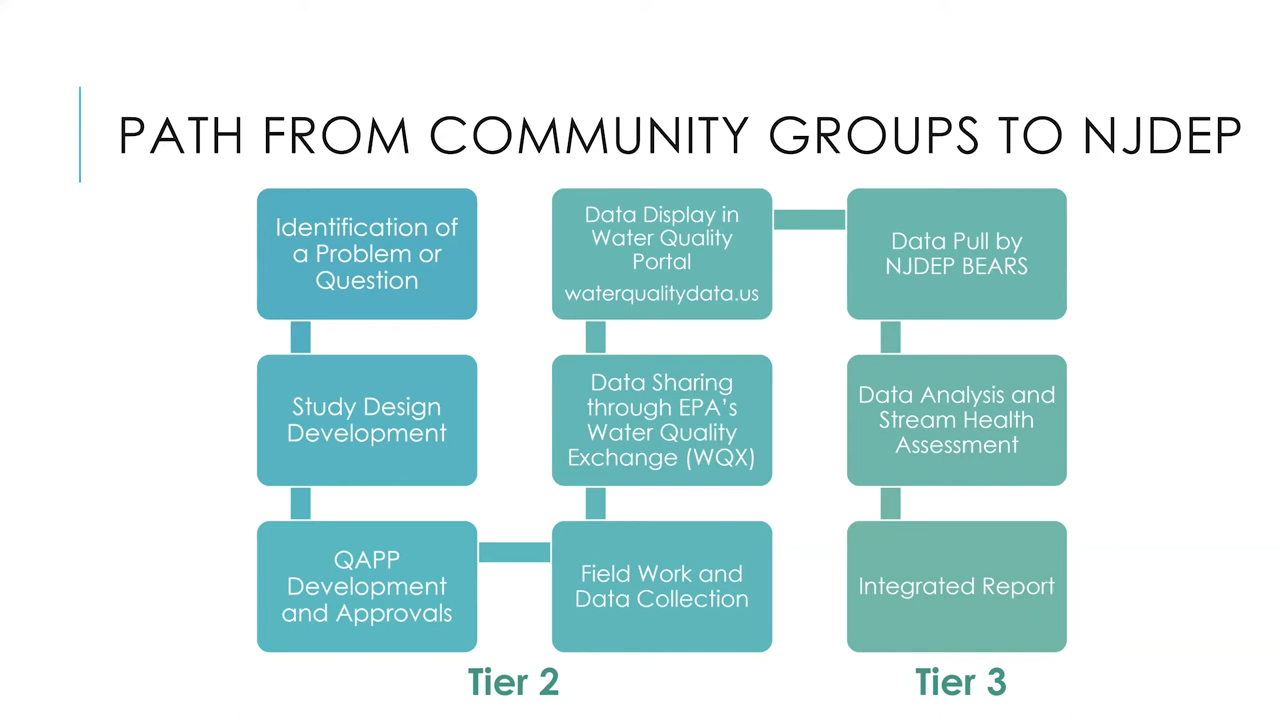 PATH FROM COMMUNITY GROUPS TO NJDEP
Identification of
a Problem or
Question
Study Design
Development
QAPP
Development
and Approvals
Field Work and
Data Collection
Data Sharing
through EPA’s
Water Quality
Exchange (WQX)
Data Display in
Water Quality
Portal
waterqualitydata.us
Data Pull by
NJDEP BEARS
Data Analysis and
Stream Health
Assessment
Integrated Report
Tier 2
Tier 3